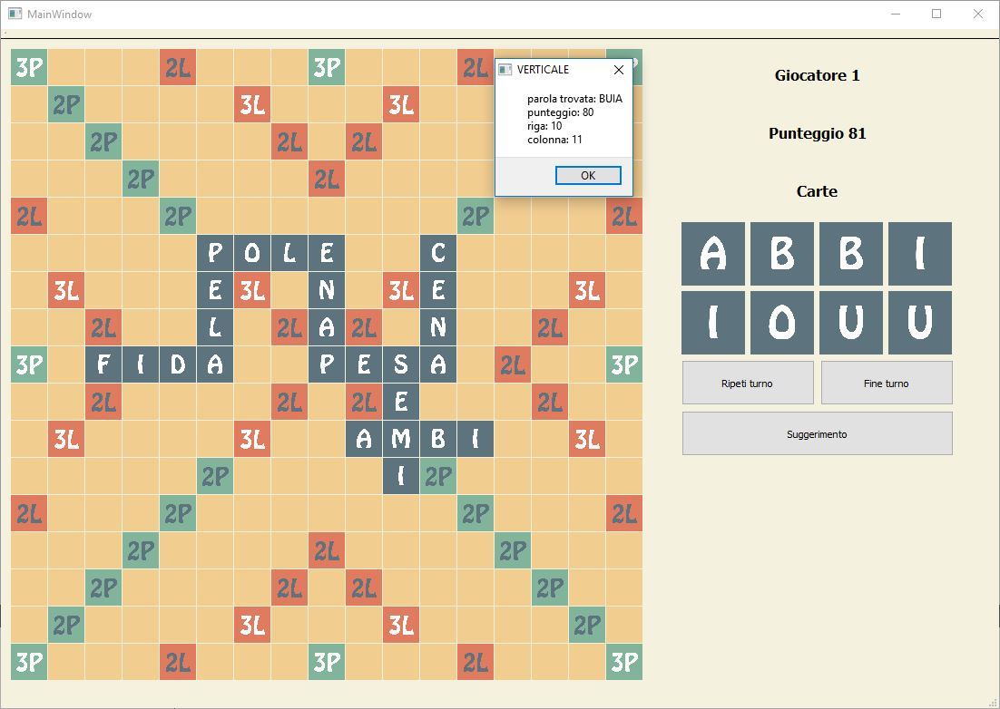 MainWindow
3P 2L 3P 2L
2P 3L 3L
2P 2L 2L
2P 2L
2L 2P 2P 2L
P O L E C
3L E 3L N 3L E 3L
2L L 2L A 2L N 2L
3P F I D A P E S A 2L 3P
2L 2L 2L E 2L
3L 3L A M B I 3L
2P I 2P
2L 2P 2P 2L
2P 2L 2P
2P 2L 2L 2P
2P 3L 3L 2P
3P 2L 3P 2L 3P
VERTICALE
parola trovata: BUIA
punteggio: 80
riga: 10
colonna: 11
OK
Giocatore 1
Punteggio 81
Carte
A B B I
I O U U
Ripeti turno
Fine turno
Suggerimento